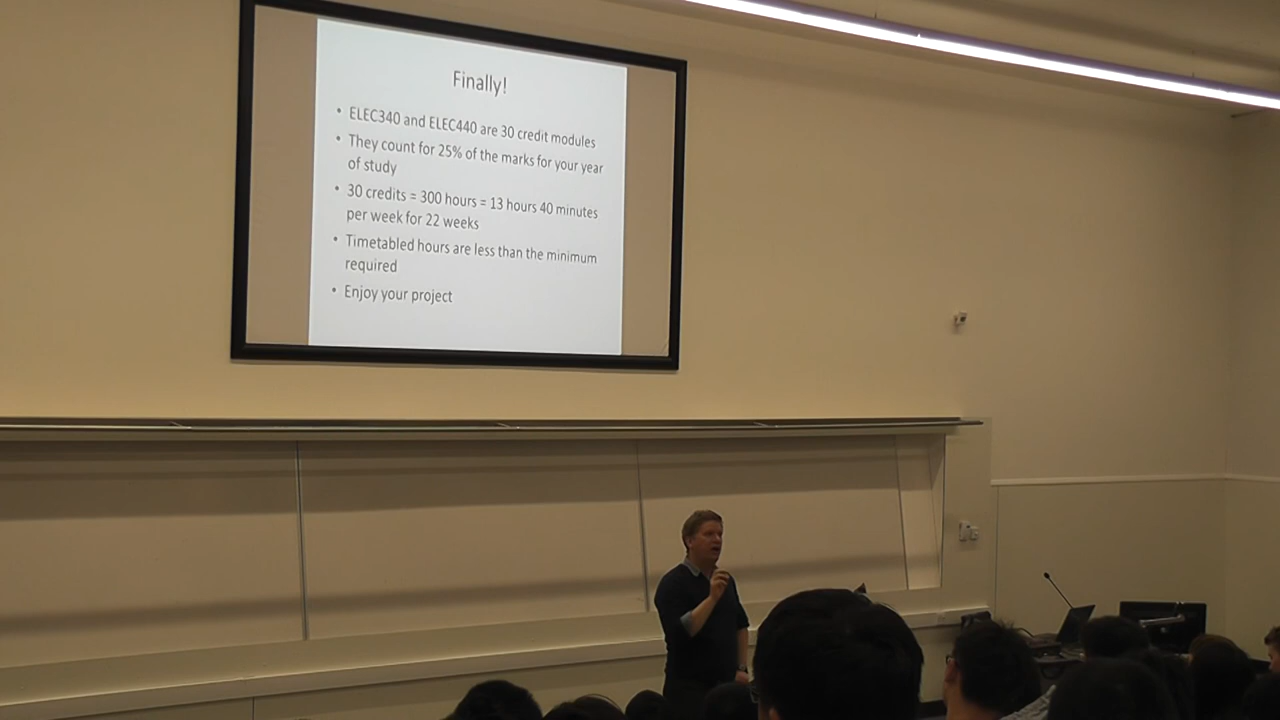 Finally!
• ELEC340 and ELEC440 are 30 credit modules
• They count for 25% of the marks for your year
of study
• 30 credits = 300 hours = 13 hours 40 minutes
per week for 22 weeks
• Timetabled hours are less than the minimum
required
• Enjoy your project